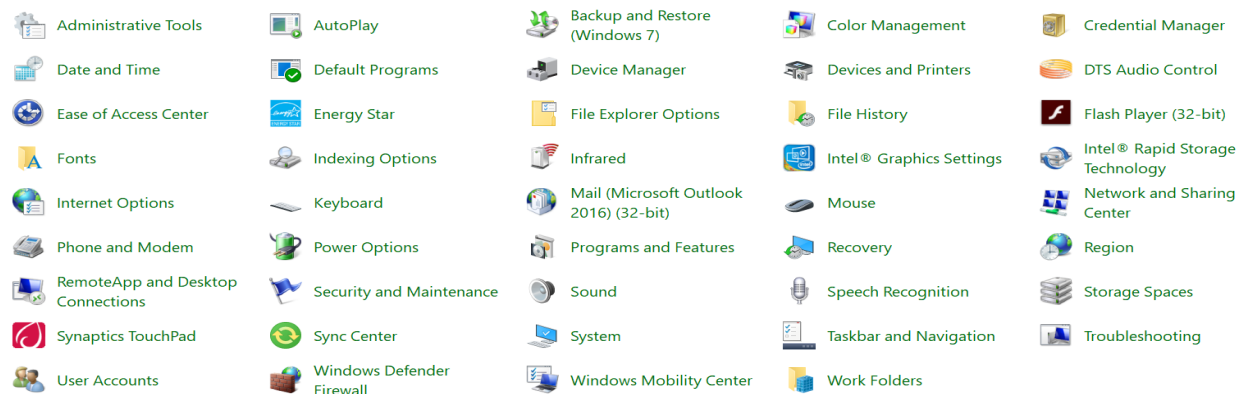 Administrative Tools
AutoPlay
Backup and Restore
(Windows 7)
Color Management
Credential Manager
Date and Time
Default Programs
Device Manager
Devices and Printers
DTS Audio Control
Ease of Access Center
ENERGY STAR
Energy Star
File Explorer Options
File History
Flash Player (32-bit)
Fonts
Indexing Options
Infrared
Intel® Graphics Settings
Intel® Rapid Storage
Technology
Internet Options
Keyboard
Mail (Microsoft Outlook
2016) (32-bit)
Mouse
Network and Sharing
Center
Phone and Modem
Power Options
Programs and Features
Recovery
Region
RemoteApp and Desktop
Connections
Security and Maintenance
Sound
Speech Recognition
Storage Spaces
Synaptics TouchPad
Sync Center
System
Taskbar and Navigation
Troubleshooting
User Accounts
Windows Defender
Firewall
Windows Mobility Center
Work Folders